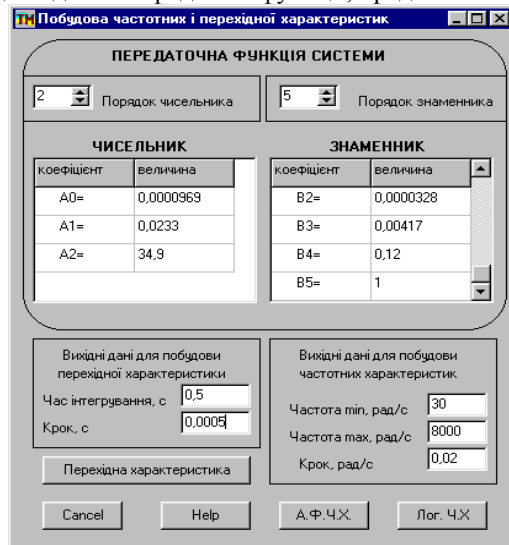 Побудова частотних і перехідної характеристик
ПЕРЕДАТОЧНА ФУНКЦІЯ СИСТЕМИ
2 Порядок чисельника
5 Порядок знаменника
ЧИСЕЛЬНИК
коефіцієнт величина
A0= 0,0000969
A1= 0,0233
A2= 34,9
ЗНАМЕННИК
коефіцієнт величина
B2= 0,0000328
B3= 0,00417
B4= 0,12
B5= 1
Вихідні дані для побудови
перехідної характеристики
Час інтегрування, с 0,5
Крок, с 0,0005
Вихідні дані для побудови
частотних характеристик
Частота min, рад/с 30
Частота max, рад/с 8000
Крок, рад/с 0,02
Перехідна характеристика
Cancel
Help
А.Ф.Ч.Х.
Лог. Ч.Х